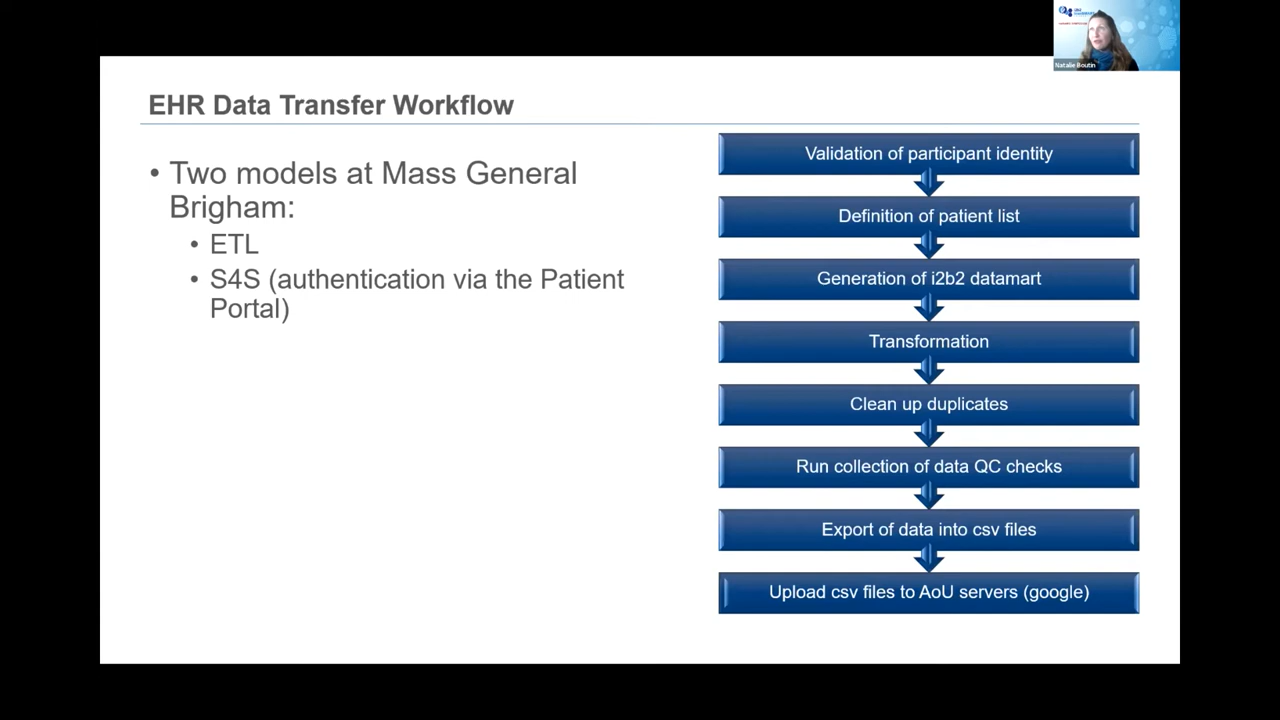 Natalie Boutin
EHR Data Transfer Workflow
• Two models at Mass General
Brigham:
• ETL
• S4S (authentication via the Patient
Portal)
Validation of participant identity
Definition of patient list
Generation of i2b2 datamart
Transformation
Clean up duplicates
Run collection of data QC checks
Export of data into csv files
Upload csv files to AoU servers (google)